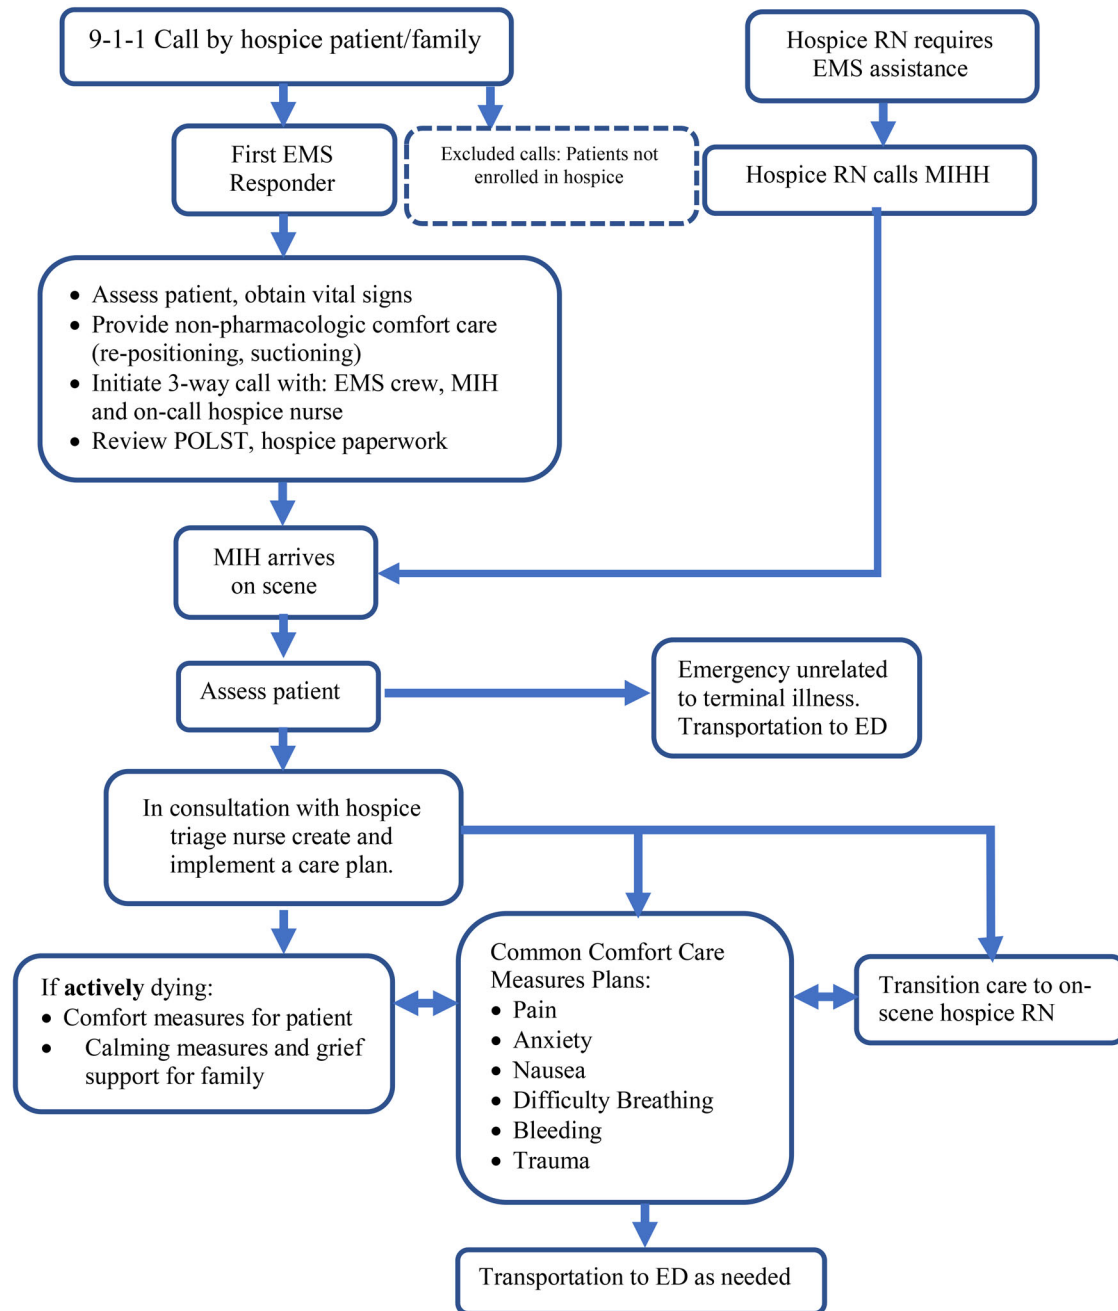 9-1-1 Call by hospice patient/family
Hospice RN requires
EMS assistance
First EMS
Responder
Excluded calls: Patients not
enrolled in hospice
Hospice RN calls MIHH
• Assess patient, obtain vital signs
• Provide non-pharmacologic comfort care
(re-positioning, suctioning)
• Initiate 3-way call with: EMS crew, MIH
and on-call hospice nurse
• Review POLST, hospice paperwork
MIH arrives
on scene
Assess patient
Emergency unrelated
to terminal illness.
Transportation to ED
In consultation with hospice
triage nurse create and
implement a care plan.
If actively dying:
• Comfort measures for patient
• Calming measures and grief
support for family
Common Comfort Care
Measures Plans:
• Pain
• Anxiety
• Nausea
• Difficulty Breathing
• Bleeding
• Trauma
Transition care to on-
scene hospice RN
Transportation to ED as needed